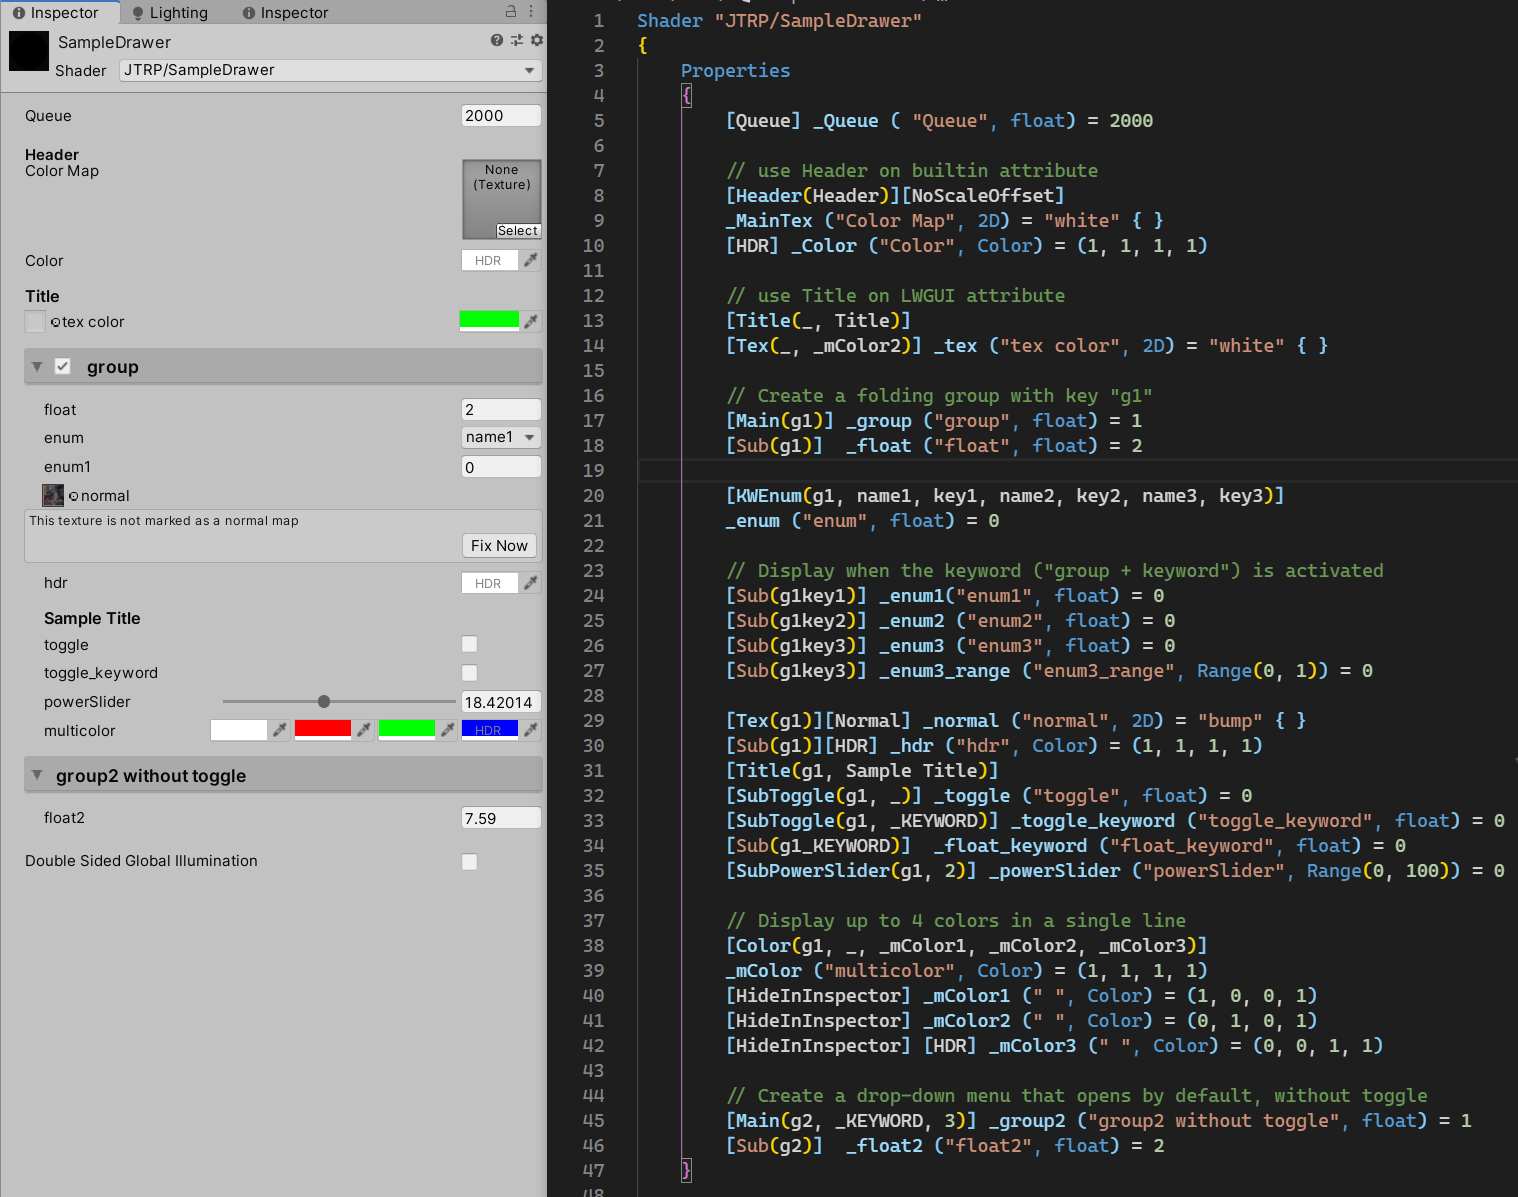 Inspector
Lighting
Inspector
SampleDrawer
Shader
JTRP/SampleDrawer
Queue
2000
Header
Color Map
None
(Texture)
Select
Color
HDR
Title
tex color
group
float
2
enum
name1
enum1
0
normal
This texture is not marked as a normal map
Fix Now
hdr
HDR
Sample Title
toggle
toggle_keyword
powerSlider
18.42014
multicolor
HDR
group2 without toggle
float2
7.59
Double Sided Global Illumination
1 Shader "JTRP/SampleDrawer"
2 {
3 Properties
4 {
5 [Queue] _Queue ( "Queue", float) = 2000
6
7 // use Header on builtin attribute
8 [Header(Header)][NoScaleOffset]
9 _MainTex ("Color Map", 2D) = "white" { }
10 [HDR] _Color ("Color", Color) = (1, 1, 1, 1)
11
12 // use Title on LWGUI attribute
13 [Title(_, Title)]
14 [Tex(_, _mColor2)] _tex ("tex color", 2D) = "white" { }
15
16 // Create a folding group with key "g1"
17 [Main(g1)] _group ("group", float) = 1
18 [Sub(g1)]  _float ("float", float) = 2
19
20 [KWEnum(g1, name1, key1, name2, key2, name3, key3)]
21 _enum ("enum", float) = 0
22
23 // Display when the keyword ("group + keyword") is activated
24 [Sub(g1key1)] _enum1("enum1", float) = 0
25 [Sub(g1key2)] _enum2 ("enum2", float) = 0
26 [Sub(g1key3)] _enum3 ("enum3", float) = 0
27 [Sub(g1key3)] _enum3_range ("enum3_range", Range(0, 1)) = 0
28
29 [Tex(g1)][Normal] _normal ("normal", 2D) = "bump" { }
30 [Sub(g1)][HDR] _hdr ("hdr", Color) = (1, 1, 1, 1)
31 [Title(g1, Sample Title)]
32 [SubToggle(g1, _)] _toggle ("toggle", float) = 0
33 [SubToggle(g1, _KEYWORD)] _toggle_keyword ("toggle_keyword", float) = 0
34 [Sub(g1_KEYWORD)]  _float_keyword ("float_keyword", float) = 0
35 [SubPowerSlider(g1, 2)] _powerSlider ("powerSlider", Range(0, 100)) = 0
36
37 // Display up to 4 colors in a single line
38 [Color(g1, _, _mColor1, _mColor2, _mColor3)]
39 _mColor ("multicolor", Color) = (1, 1, 1, 1)
40 [HideInInspector] _mColor1 (" ", Color) = (1, 0, 0, 1)
41 [HideInInspector] _mColor2 (" ", Color) = (0, 1, 0, 1)
42 [HideInInspector] [HDR] _mColor3 (" ", Color) = (0, 0, 1, 1)
43
44 // Create a drop-down menu that opens by default, without toggle
45 [Main(g2, _KEYWORD, 3)] _group2 ("group2 without toggle", float) = 1
46 [Sub(g2)]  _float2 ("float2", float) = 2
47 }
48